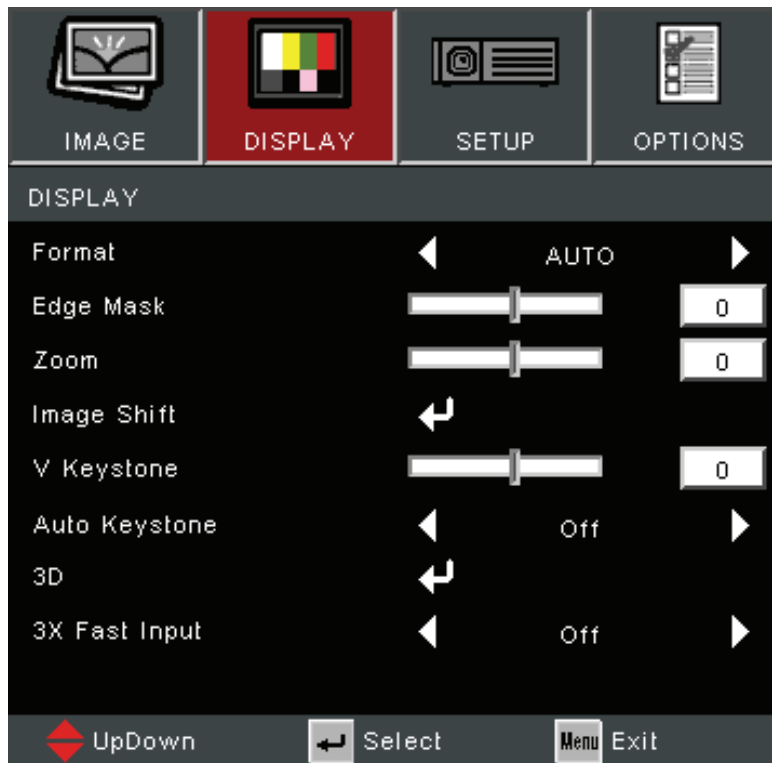 IMAGE DISPLAY SETUP OPTIONS
DISPLAY
Format AUTO
Edge Mask 0
Zoom 0
Image Shift
V Keystone 0
Auto Keystone Off
3D
3X Fast Input Off
UpDown Select Menu Exit